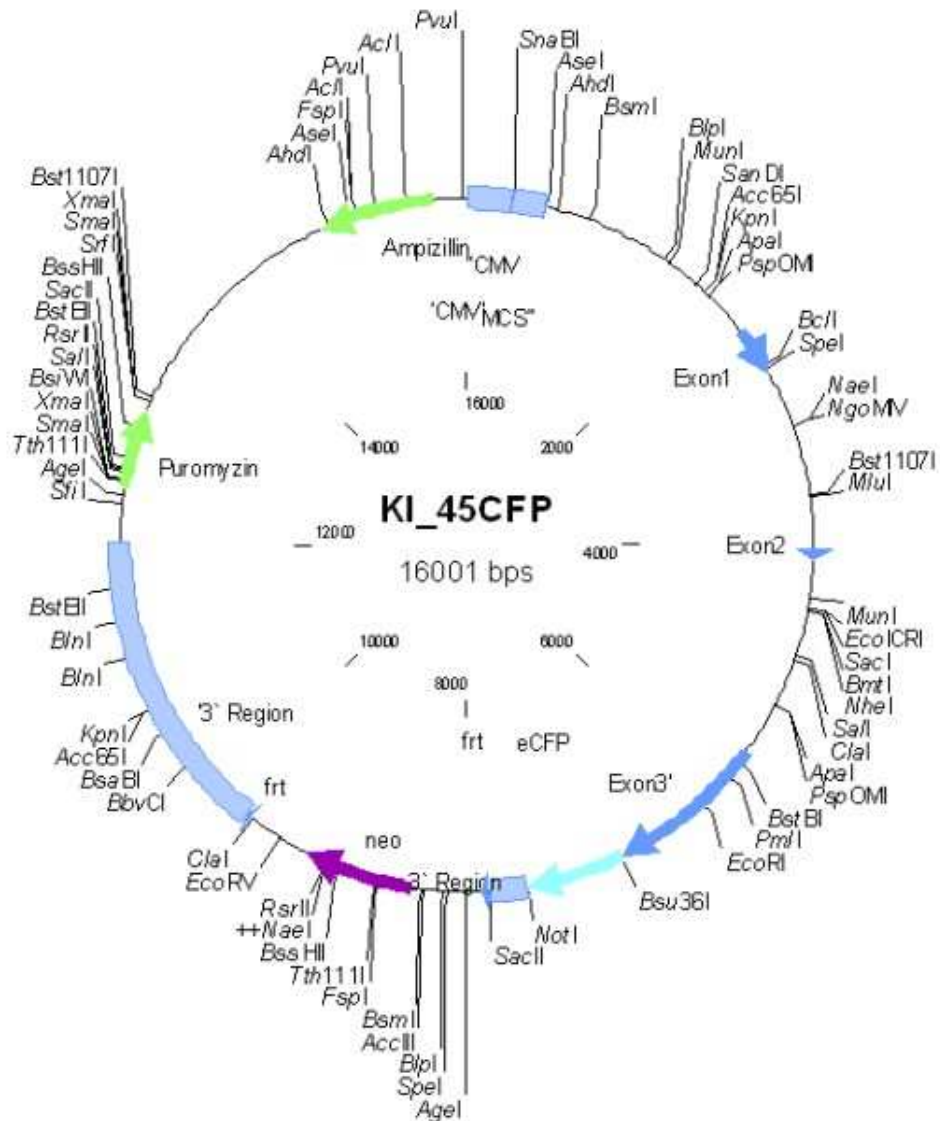 PvuI
AclI
PvuI
AclI
FspI
AseI
AhdI
SnaBI
AseI
AhdI
BsmI
BlpI
MunI
SanDI
Acc65I
KpnI
ApaI
PspOMI
Bst1107I
XmaI
SmaI
SrfI
BssHII
SacII
BstEII
RsrII
SalI
BsiWI
XmaI
SmaI
Tth111I
AgeI
SfiI
Ampizillin
"CMV
"CMV MCS"
BclI
SpeI
Exon1
NaeI
NgoMIV
Bst1107I
MluI
Puromyzin
16000
14000
2000
KI_45CFP
16001 bps
12000
4000
Exon2
10000
6000
8000
MunI
EcoICRI
SacI
BmtI
NheI
SalI
ClaI
ApaI
PspOMI
BstEII
BlnI
BlnI
KpnI
Acc65I
BsaBI
BbvCI
'3` Region
frt
eCFP
Exon3'
BstBI
PmlI
EcoRI
Bsu36I
frt
neo
3` Region
ClaI
EcoRV
RsrII
++NaeI
BssHII
Tth111I
FspI
BsmI
AccIII
BlpI
SpeI
AgeI
NotI
SacII